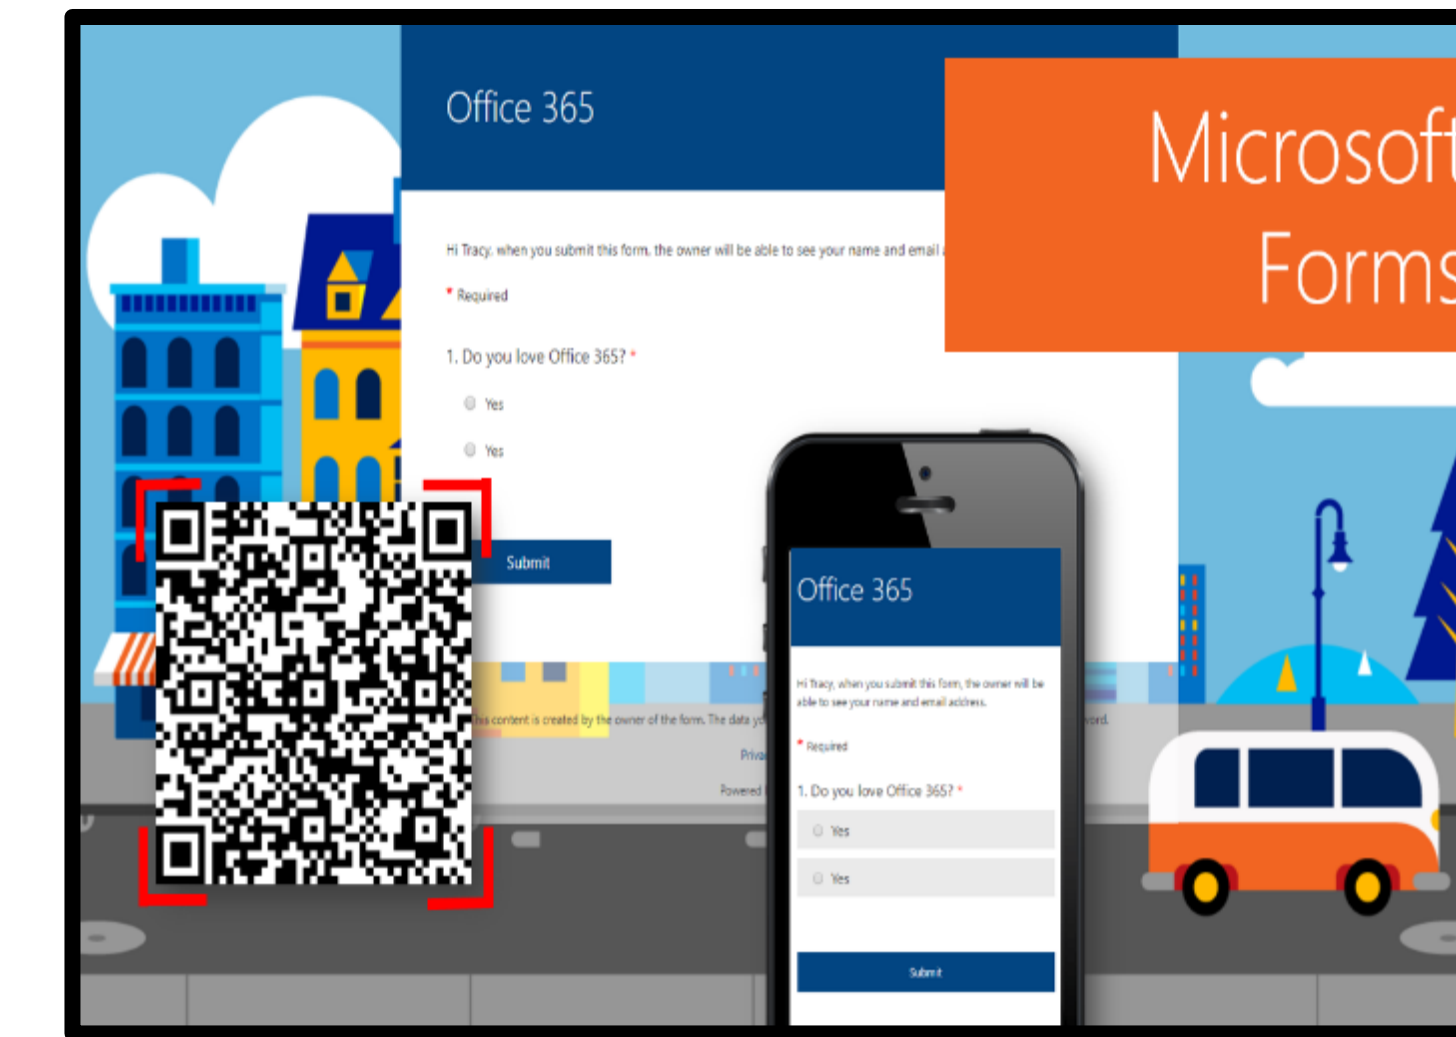 Office 365
Microsoft
Forms
Hi Tracy, when you submit this form, the owner will be able to see your name and email
* Required
1. Do you love Office 365? *
Yes
Yes
Submit
This content is created by the owner of the form. The data
Powered
Office 365
Hi Tracy, when you submit this form, the owner will be
able to see your name and email address.
* Required
1. Do you love Office 365? *
Yes
Yes
Submit